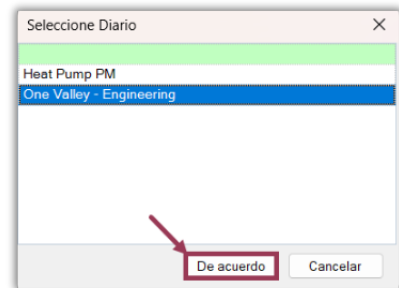 Seleccione Diario
Heat Pump PM
One Valley - Engineering
De acuerdo
Cancelar